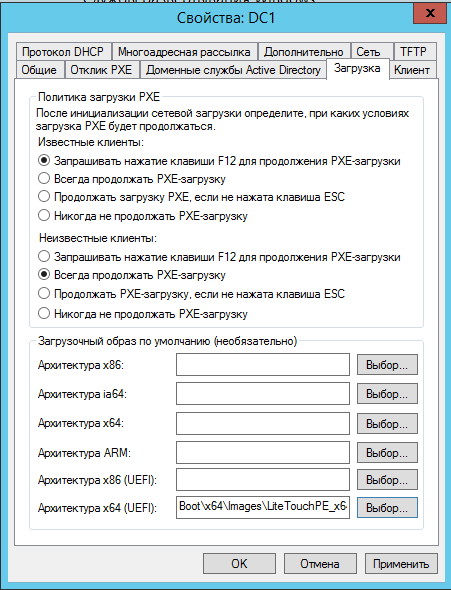 Службы развертывания Windows
Свойства: DC1
x
Протокол DHCP Многоадресная рассылка Дополнительно Сеть TFTP
Общие Отклик PXE Доменные службы Active Directory Загрузка Клиент
Политика загрузки PXE
После инициализации сетевой загрузки определите, при каких условиях
загрузка PXE будет продолжаться.
Известные клиенты:
Запрашивать нажатие клавиши F12 для продолжения PXE-загрузки
Всегда продолжать PXE-загрузку
Продолжать загрузку PXE, если не нажата клавиша ESC
Никогда не продолжать PXE-загрузку
Неизвестные клиенты:
Запрашивать нажатие клавиши F12 для продолжения PXE-загрузки
Всегда продолжать PXE-загрузку
Продолжать PXE-загрузку, если не нажата клавиша ESC
Никогда не продолжать PXE-загрузку
Загрузочный образ по умолчанию (необязательно)
Архитектура x86: Выбор...
Архитектура ia64: Выбор...
Архитектура x64: Выбор...
Архитектура ARM: Выбор...
Архитектура x86 (UEFI): Выбор...
Архитектура x64 (UEFI): Boot\x64\Images\LiteTouchPE_x6 Выбор...
OK Отмена Применить